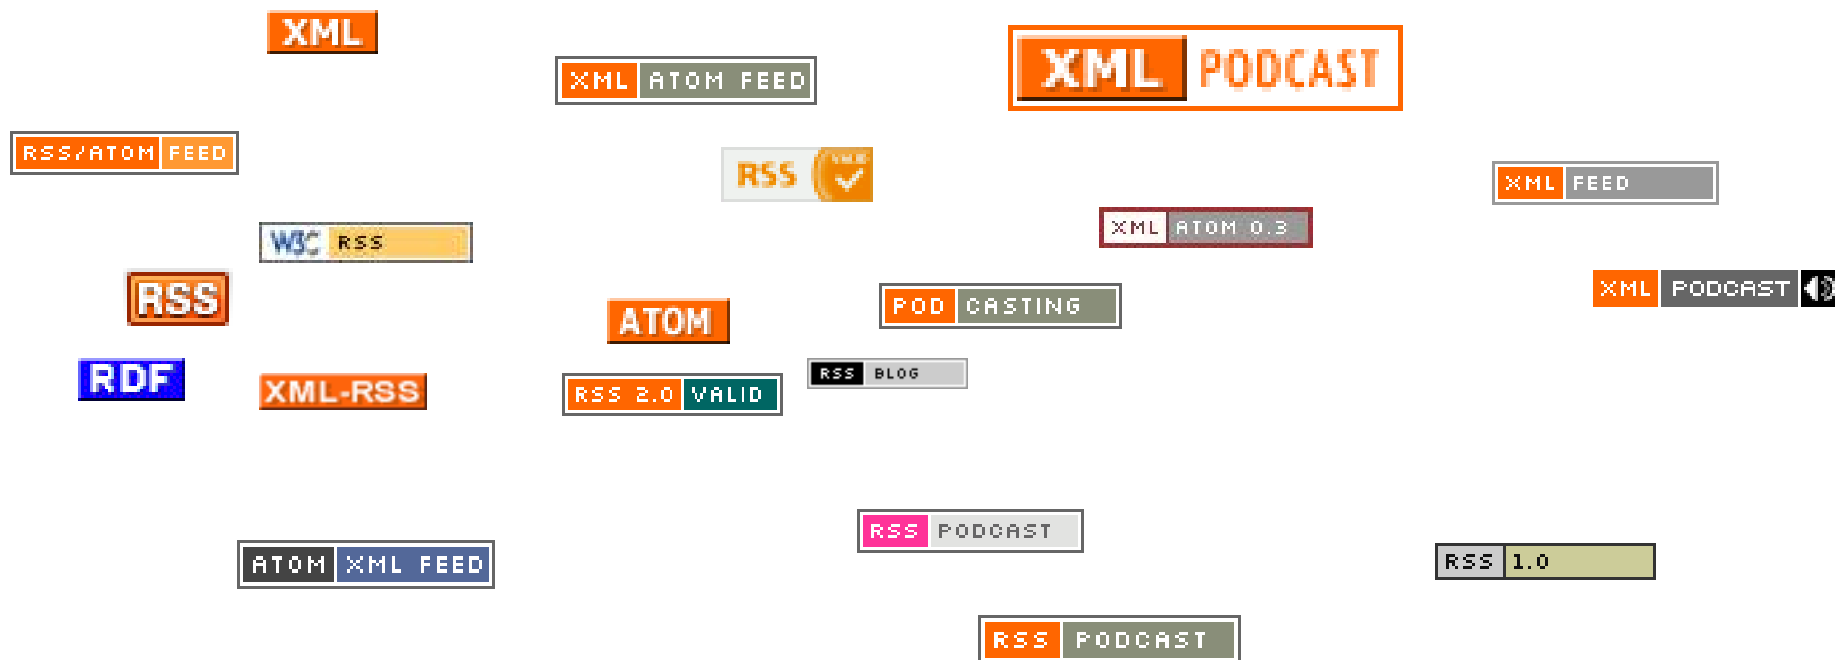 XML
XML PODCAST
XML ATOM FEED
RSS/ATOM FEED
RSS VALID
XML FEED
XML ATOM 0.3
W3C RSS
RSS
XML PODCAST
POD CASTING
ATOM
RDF
XML-RSS
RSS BLOG
RSS 2.0 VALID
RSS PODCAST
ATOM XML FEED
RSS 1.0
RSS PODCAST